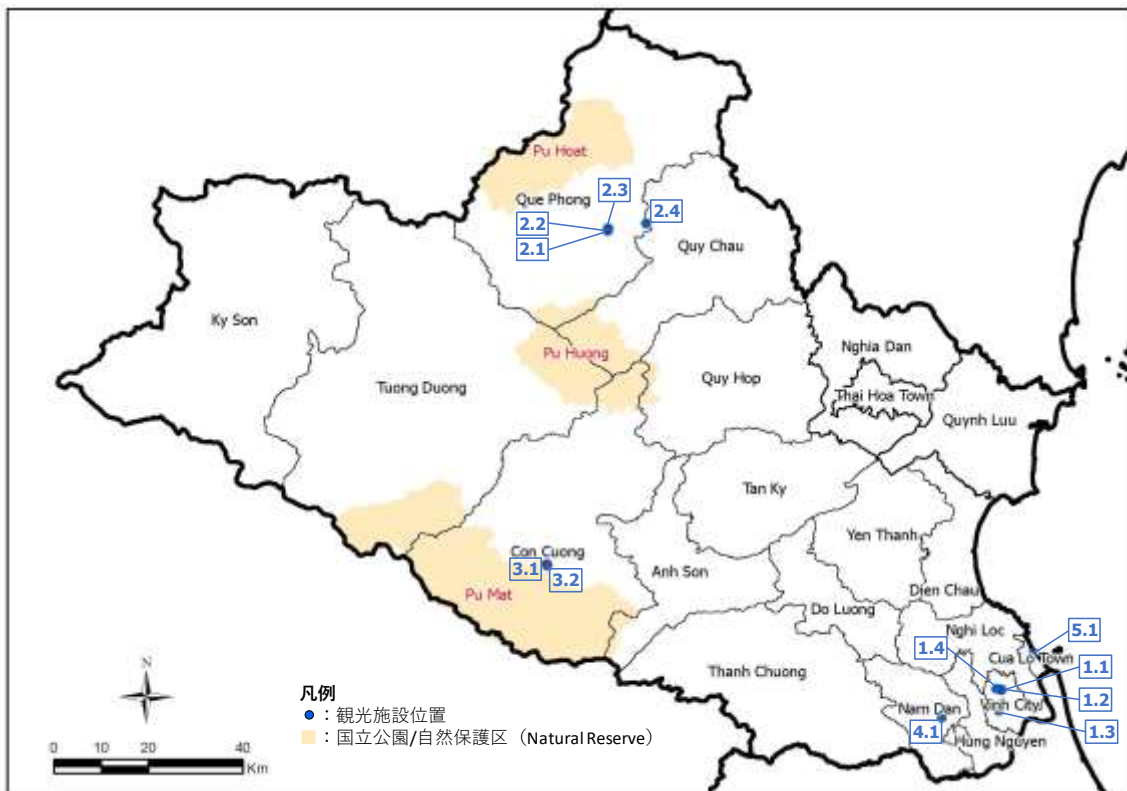 Pu Hoat
Que Phong
2.3
2.4
2.2
2.1
Quy Chau
Ky Son
Pu Huong
Nghia Dan
Tuong Duong
Quy Hop
Thai Hoa Town
Quynh Luu
Tan Ky
Yen Thanh
Con Cuong
3.1
3.2
Anh Son
Pu Mat
Dien Chau
Do Luong
Nghi Loc
5.1
1.4
Cua Lo Town
1.1
Thanh Chuong
1.2
Nam Dan
Vinh City
1.3
4.1
Hung Nguyen
N
凡例
：観光施設位置
：国立公園/自然保護区（Natural Reserve）
0 10 20 40
Km